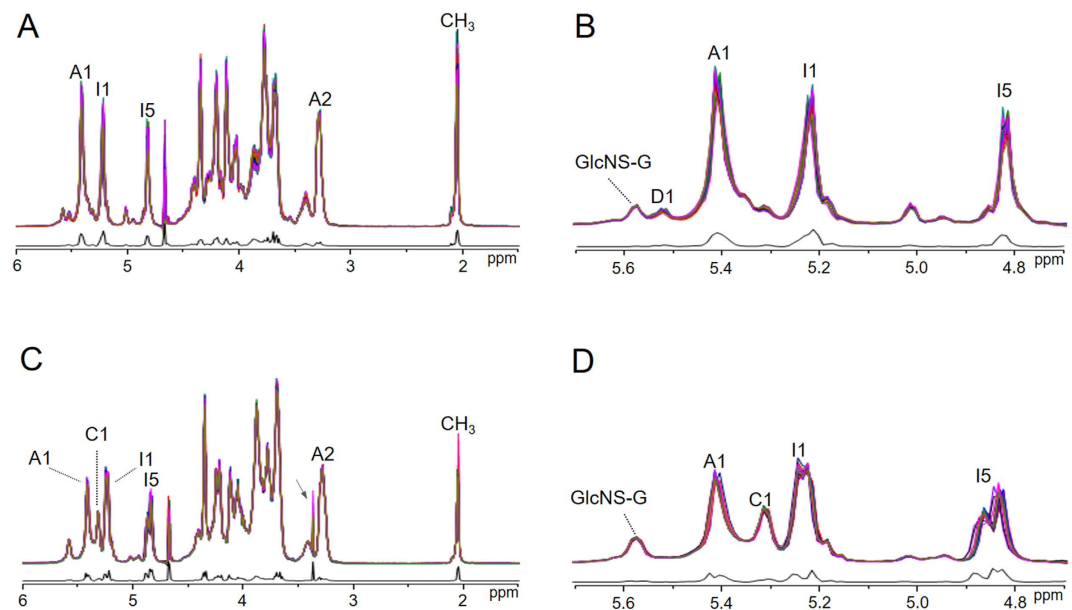 A
CH3
A1
I1
I5
A2
6 5 4 3 2 ppm
B
A1
I1
I5
GlcNS-G
D1
5.6 5.4 5.2 5.0 4.8 ppm
C
CH3
C1
A1
I1
I5
A2
6 5 4 3 2 ppm
D
A1
I1
I5
C1
GlcNS-G
5.6 5.4 5.2 5.0 4.8 ppm